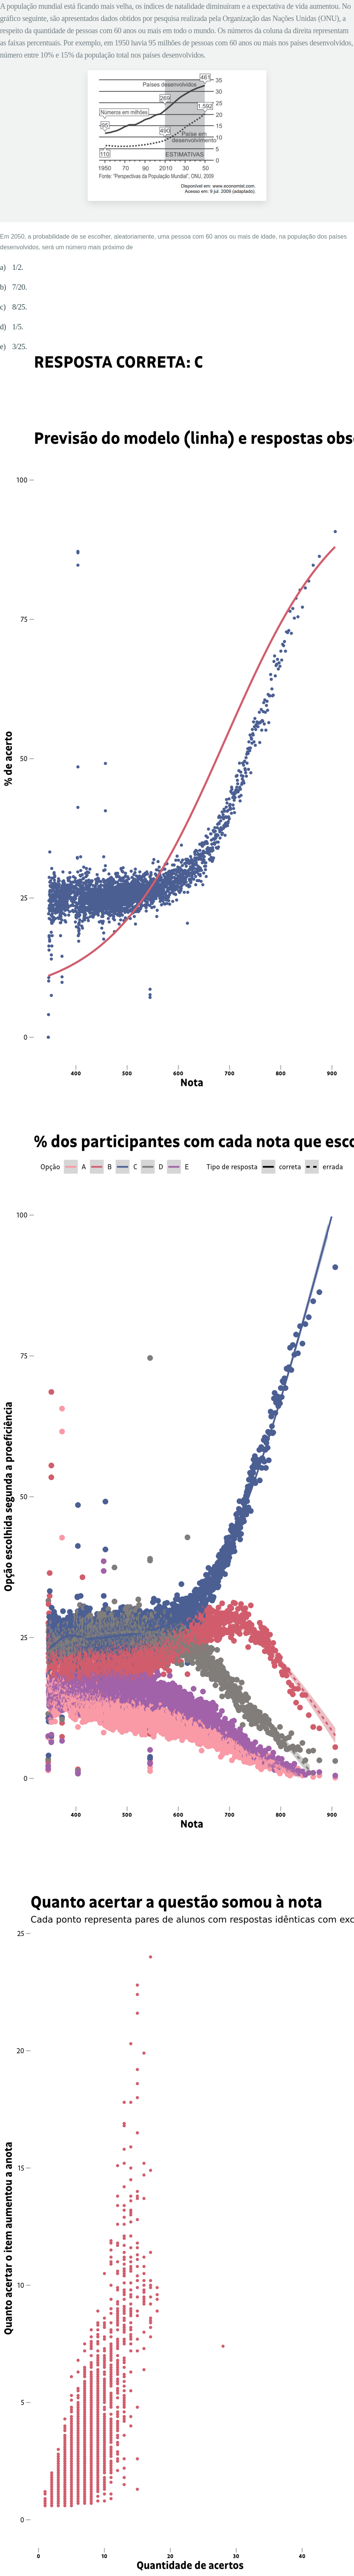 A população mundial está ficando mais velha, os índices de natalidade diminuíram e a expectativa de vida aumentou. No
gráfico seguinte, são apresentados dados obtidos por pesquisa realizada pela Organização das Nações Unidas (ONU), a
respeito da quantidade de pessoas com 60 anos ou mais em todo o mundo. Os números da coluna da direita representam
as faixas percentuais. Por exemplo, em 1950 havia 95 milhões de pessoas com 60 anos ou mais nos países desenvolvidos,
número entre 10% e 15% da população total nos países desenvolvidos.
461
35
Países desenvolvidos
30
269
25
1.592
Números em milhões
20
95
15
490
Países em
desenvolvimento
10
5
110
ESTIMATIVAS
0
1950 70 90 2010 30 50
Fonte: "Perspectivas da População Mundial", ONU, 2009
Disponível em: www.economist.com.
Acesso em: 9 jul. 2009 (adaptado).
Em 2050, a probabilidade de se escolher, aleatoriamente, uma pessoa com 60 anos ou mais de idade, na população dos países
desenvolvidos, será um número mais próximo de
a) 1/2.
b) 7/20.
c) 8/25.
d) 1/5.
e) 3/25.
RESPOSTA CORRETA: C
Previsão do modelo (linha) e respostas obs
100
75
50
25
0
% de acerto
400 500 600 700 800 900
Nota
% dos participantes com cada nota que esco
Opção A B C D E Tipo de resposta correta errada
100
75
50
25
0
Opção escolhida segunda a proeficiência
400 500 600 700 800 900
Nota
Quanto acertar a questão somou à nota
Cada ponto representa pares de alunos com respostas idênticas com exc
25
20
15
10
5
0
Quanto acertar o item aumentou a anota
0 10 20 30 40
Quantidade de acertos